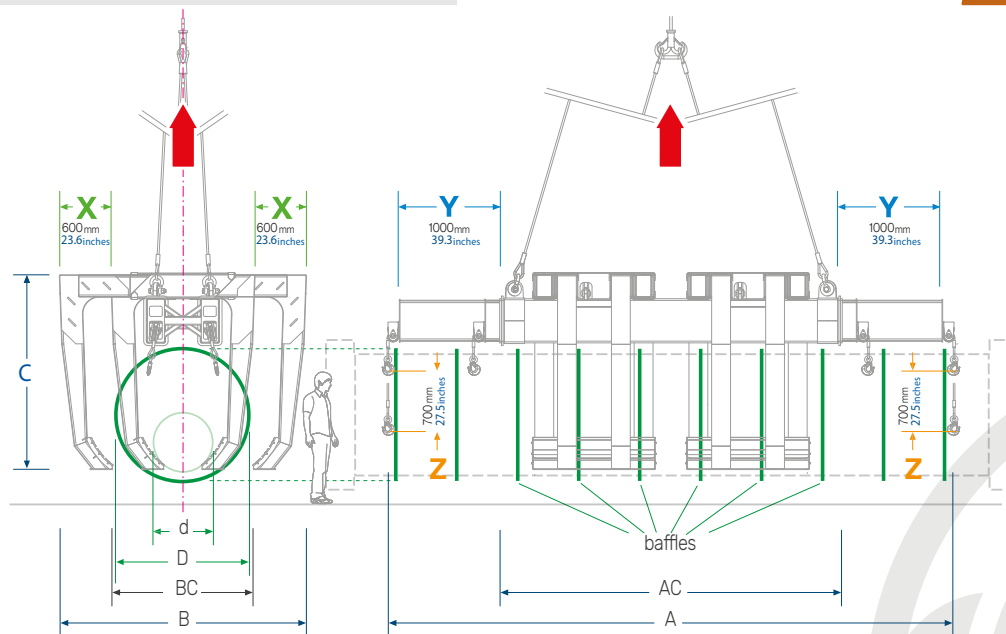 X
600mm
23.6inches
X
600mm
23.6inches
Y
1000mm
39.3inches
Y
1000mm
39.3inches
C
700mm
27.5inches
Z
700mm
27.5inches
Z
d
D
BC
B
baffles
AC
A